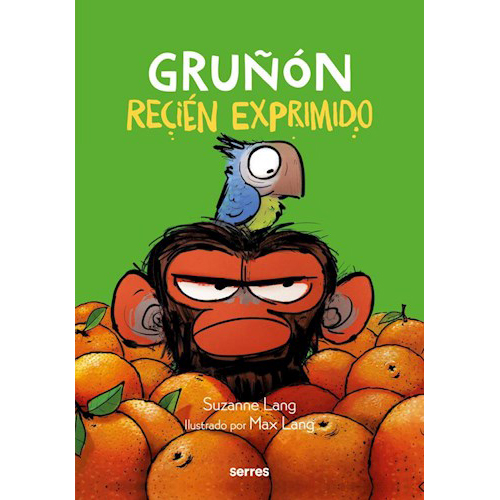 GRUÑÓN
RECIÉN EXPRIMIDO
Suzanne Lang
Ilustrado por Max Lang
serres